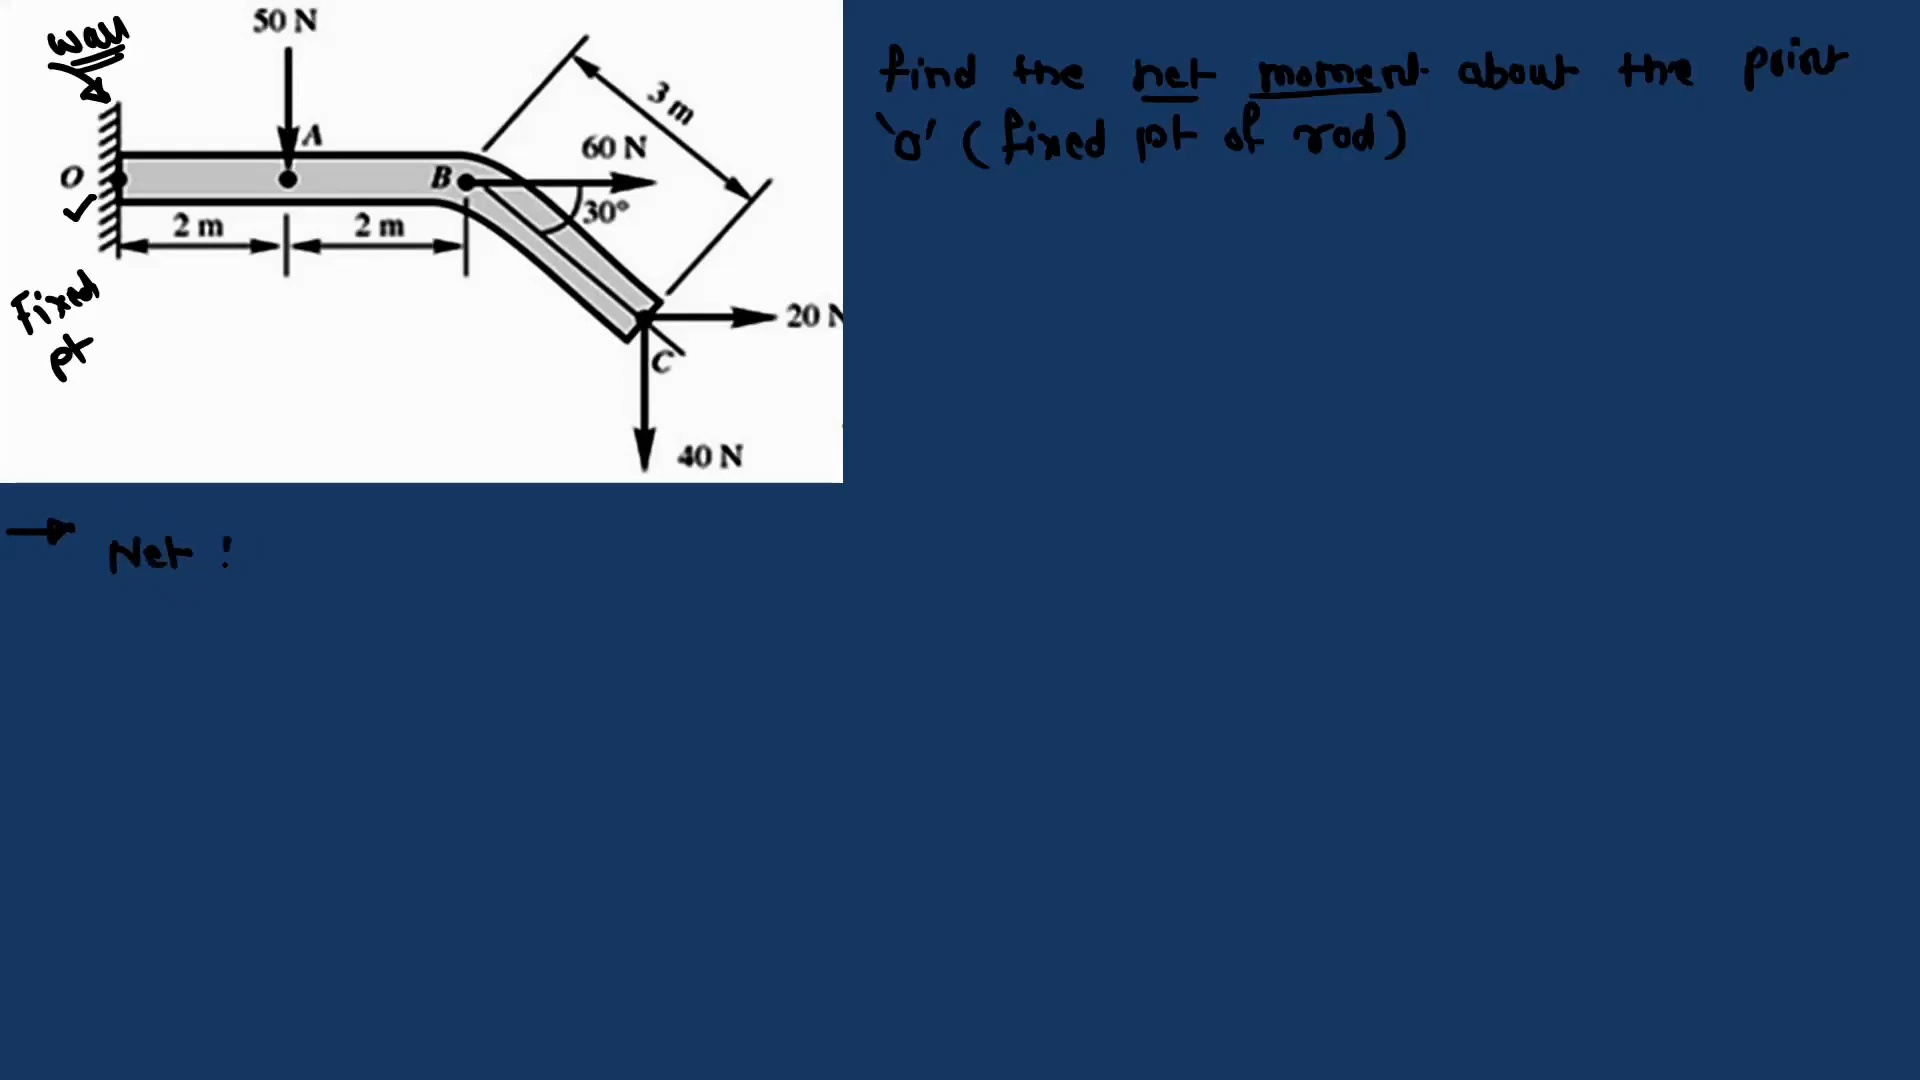 50 N
wall
A
3 m
60 N
O
B
30°
2 m
2 m
Fixed
pt
20 N
C
40 N
find the net moment about the point
'O' (fixed pt of rod)
Net :